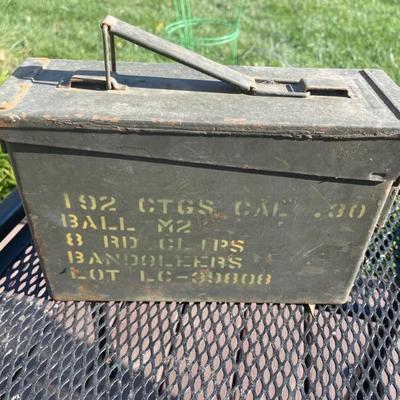 192 CTGS CAL .30
BALL M2
8 RD CLIPS
BANDOLEERS
LOT LC-39808